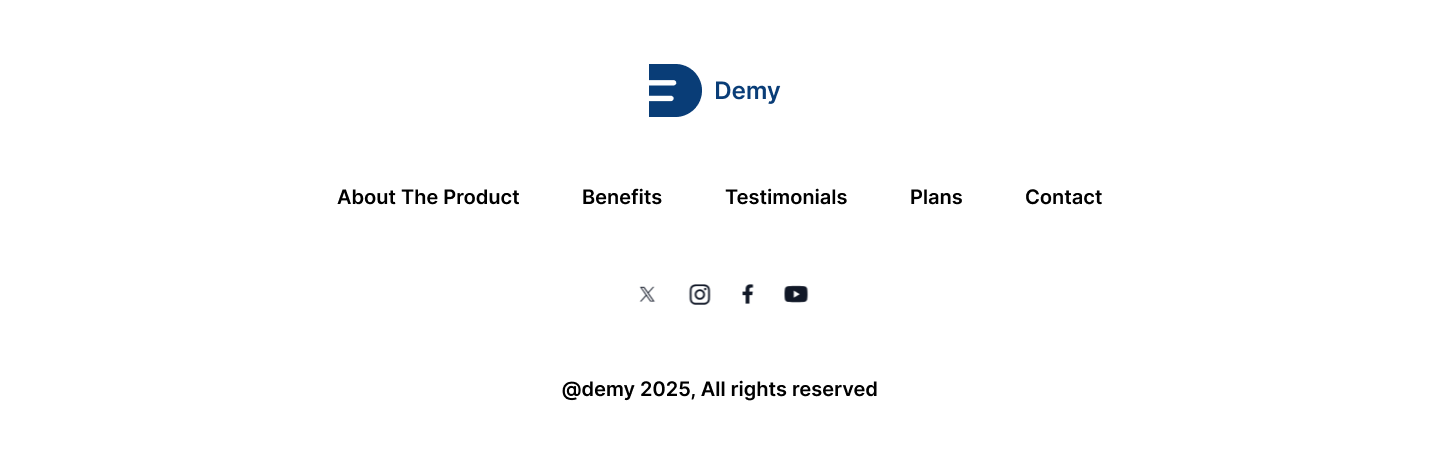 Demy
About The Product Benefits Testimonials Plans Contact
@demy 2025, All rights reserved